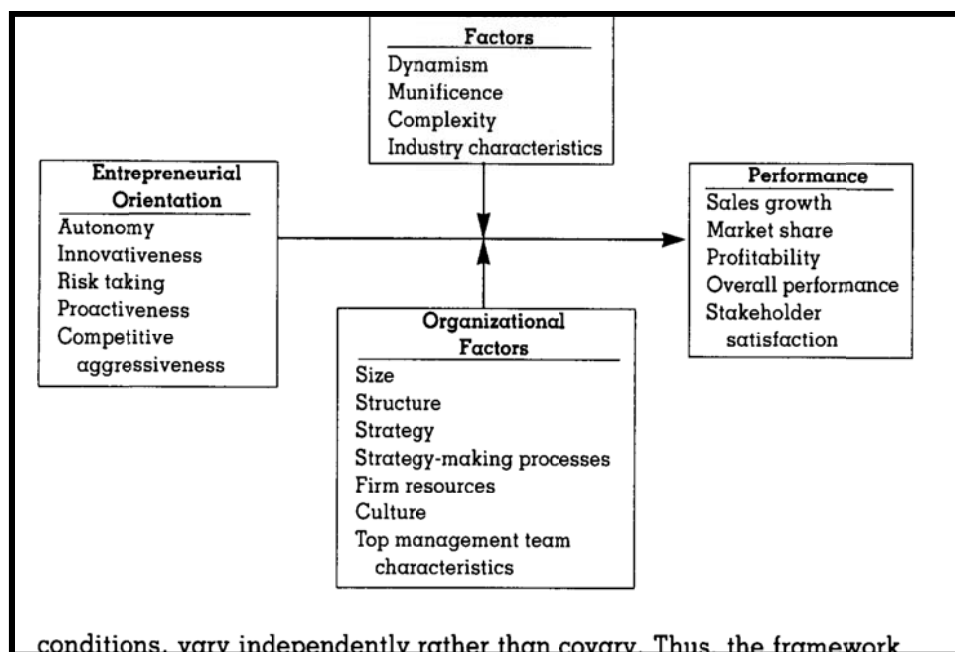 Factors
Dynamism
Munificence
Complexity
Industry characteristics
Entrepreneurial
Orientation
Autonomy
Innovativeness
Risk taking
Proactiveness
Competitive
aggressiveness
Performance
Sales growth
Market share
Profitability
Overall performance
Stakeholder
satisfaction
Organizational
Factors
Size
Structure
Strategy
Strategy-making processes
Firm resources
Culture
Top management team
characteristics
conditions, vary independently rather than covary. Thus, the framework